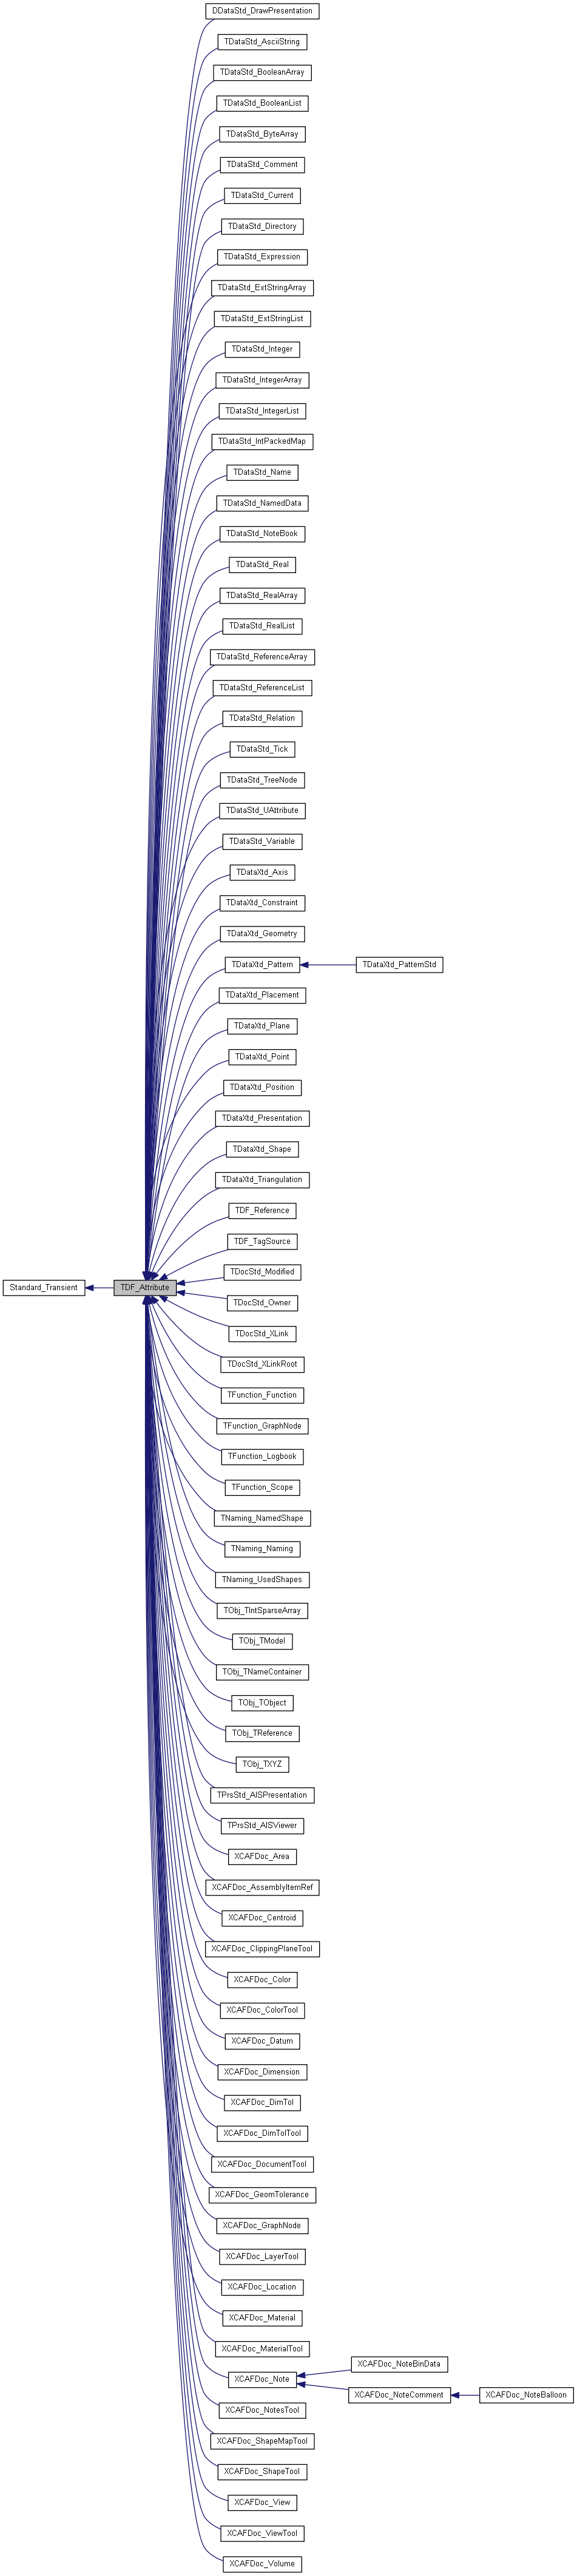 DDataStd_DrawPresentation
TDataStd_AsciiString
TDataStd_BooleanArray
TDataStd_BooleanList
TDataStd_ByteArray
TDataStd_Comment
TDataStd_Current
TDataStd_Directory
TDataStd_Expression
TDataStd_ExtStringArray
TDataStd_ExtStringList
TDataStd_Integer
TDataStd_IntegerArray
TDataStd_IntegerList
TDataStd_IntPackedMap
TDataStd_Name
TDataStd_NamedData
TDataStd_NoteBook
TDataStd_Real
TDataStd_RealArray
TDataStd_RealList
TDataStd_ReferenceArray
TDataStd_ReferenceList
TDataStd_Relation
TDataStd_Tick
TDataStd_TreeNode
TDataStd_UAttribute
TDataStd_Variable
TDataXtd_Axis
TDataXtd_Constraint
TDataXtd_Geometry
TDataXtd_Pattern
TDataXtd_PatternStd
TDataXtd_Placement
TDataXtd_Plane
TDataXtd_Point
TDataXtd_Position
TDataXtd_Presentation
TDataXtd_Shape
TDataXtd_Triangulation
TDF_Reference
TDF_TagSource
TDocStd_Modified
Standard_Transient
TDF_Attribute
TDocStd_Owner
TDocStd_XLink
TDocStd_XLinkRoot
TFunction_Function
TFunction_GraphNode
TFunction_Logbook
TFunction_Scope
TNaming_NamedShape
TNaming_Naming
TNaming_UsedShapes
TObj_TIntSparseArray
TObj_TModel
TObj_TNameContainer
TObj_TObject
TObj_TReference
TObj_TXYZ
TPrsStd_AISPresentation
TPrsStd_AISViewer
XCAFDoc_Area
XCAFDoc_AssemblyItemRef
XCAFDoc_Centroid
XCAFDoc_ClippingPlaneTool
XCAFDoc_Color
XCAFDoc_ColorTool
XCAFDoc_Datum
XCAFDoc_Dimension
XCAFDoc_DimTol
XCAFDoc_DimTolTool
XCAFDoc_DocumentTool
XCAFDoc_GeomTolerance
XCAFDoc_GraphNode
XCAFDoc_LayerTool
XCAFDoc_Location
XCAFDoc_Material
XCAFDoc_MaterialTool
XCAFDoc_Note
XCAFDoc_NoteBinData
XCAFDoc_NoteComment
XCAFDoc_NoteBalloon
XCAFDoc_NotesTool
XCAFDoc_ShapeMapTool
XCAFDoc_ShapeTool
XCAFDoc_View
XCAFDoc_ViewTool
XCAFDoc_Volume